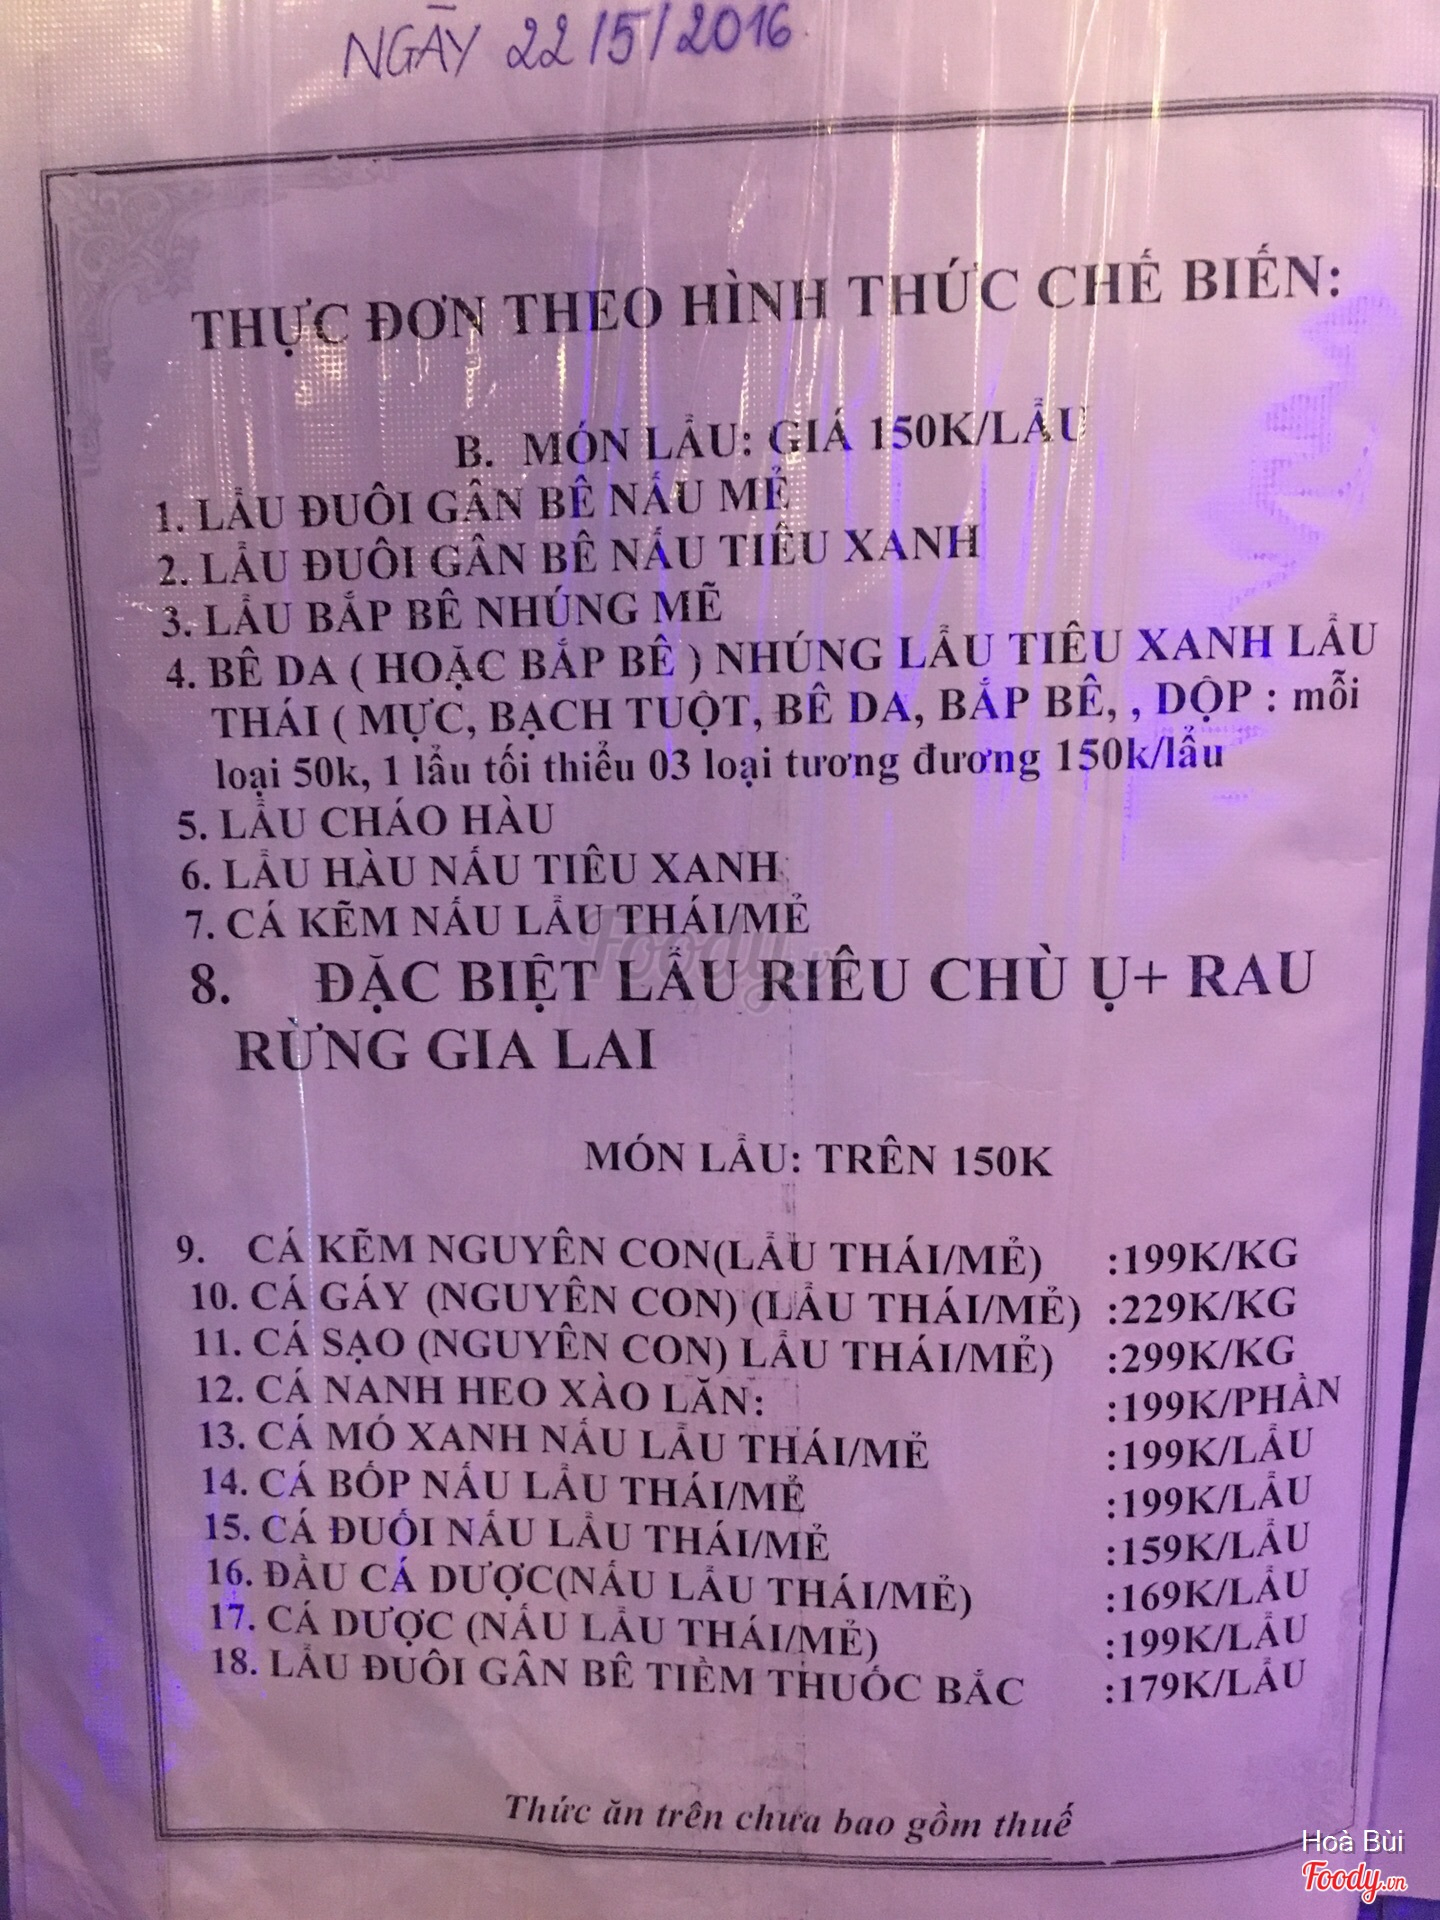 NGÀY 22/5/2016
THỰC ĐƠN THEO HÌNH THỨC CHẾ BIẾN:
B. MÓN LẨU: GIÁ 150K/LẨU
1. LẨU ĐUÔI GÂN BÊ NẤU MẺ
2. LẨU ĐUÔI GÂN BÊ NẤU TIÊU XANH
3. LẨU BẮP BÊ NHÚNG MẼ
4. BÊ DA ( HOẶC BẮP BÊ ) NHÚNG LẨU TIÊU XANH LẨU
THÁI ( MỰC, BẠCH TUỘT, BÊ DA, BẮP BÊ, , DỘP : mỗi
loại 50k, 1 lẩu tối thiểu 03 loại tương đương 150k/lẩu
5. LẨU CHÁO HÀU
6. LẨU HÀU NẤU TIÊU XANH
7. CÁ KẼM NẤU LẨU THÁI/MẺ
8. ĐẶC BIỆT LẨU RIÊU CHÙ Ụ+ RAU
RỪNG GIA LAI
MÓN LẨU: TRÊN 150K
9. CÁ KẼM NGUYÊN CON(LẨU THÁI/MẺ) :199K/KG
10. CÁ GÁY (NGUYÊN CON) (LẨU THÁI/MẺ) :229K/KG
11. CÁ SẠO (NGUYÊN CON) LẨU THÁI/MẺ) :299K/KG
12. CÁ NANH HEO XÀO LĂN: :199K/PHẦN
13. CÁ MÓ XANH NẤU LẨU THÁI/MẺ :199K/LẨU
14. CÁ BỐP NẤU LẨU THÁI/MẺ :199K/LẨU
15. CÁ ĐUỐI NẤU LẨU THÁI/MẺ :159K/LẨU
16. ĐẦU CÁ DƯỢC(NẤU LẨU THÁI/MẺ) :169K/LẨU
17. CÁ DƯỢC (NẤU LẨU THÁI/MẺ) :199K/LẨU
18. LẨU ĐUÔI GÂN BÊ TIỀM THUỐC BẮC :179K/LẨU
Thức ăn trên chưa bao gồm thuế
Hoà Bùi
Foody.vn
Foody.vn